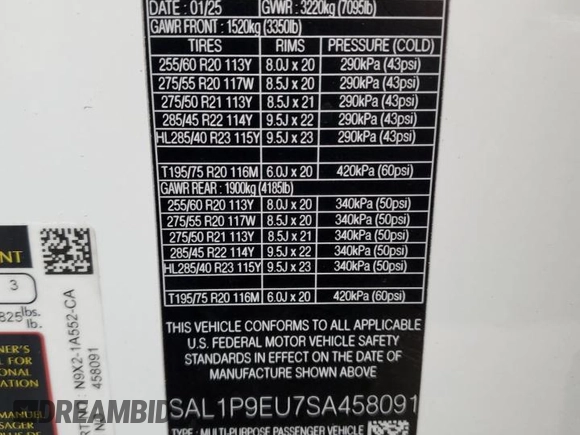 DATE : 01/25 GVWR : 3220kg (7095lb)
GAWR FRONT : 1520kg (3350lb)
TIRES RIMS PRESSURE (COLD)
255/60 R20 113Y 8.0J x 20 290kPa (43psi)
275/55 R20 117W 8.5J x 20 290kPa (43psi)
275/50 R21 113Y 8.5J x 21 290kPa (43psi)
285/45 R22 114Y 9.5J x 22 290kPa (43psi)
HL285/40 R23 115Y 9.5J x 23 290kPa (43psi)
T195/75 R20 116M 6.0J x 20 420kPa (60psi)
GAWR REAR : 1900kg (4185lb)
255/60 R20 113Y 8.0J x 20 340kPa (50psi)
275/55 R20 117W 8.5J x 20 340kPa (50psi)
275/50 R21 113Y 8.5J x 21 340kPa (50psi)
285/45 R22 114Y 9.5J x 22 340kPa (50psi)
HL285/40 R23 115Y 9.5J x 23 340kPa (50psi)
T195/75 R20 116M 6.0J x 20 420kPa (60psi)
THIS VEHICLE CONFORMS TO ALL APPLICABLE
U.S. FEDERAL MOTOR VEHICLE SAFETY
STANDARDS IN EFFECT ON THE DATE OF
MANUFACTURE SHOWN ABOVE
SAL1P9EU7SA458091
TYPE : MULTI-PURPOSE PASSENGER VEHICLE
3
825 lbs.
lb.
N9X2-1A552-CA
458091
FOR
ADDITIONAL
DREAMBID